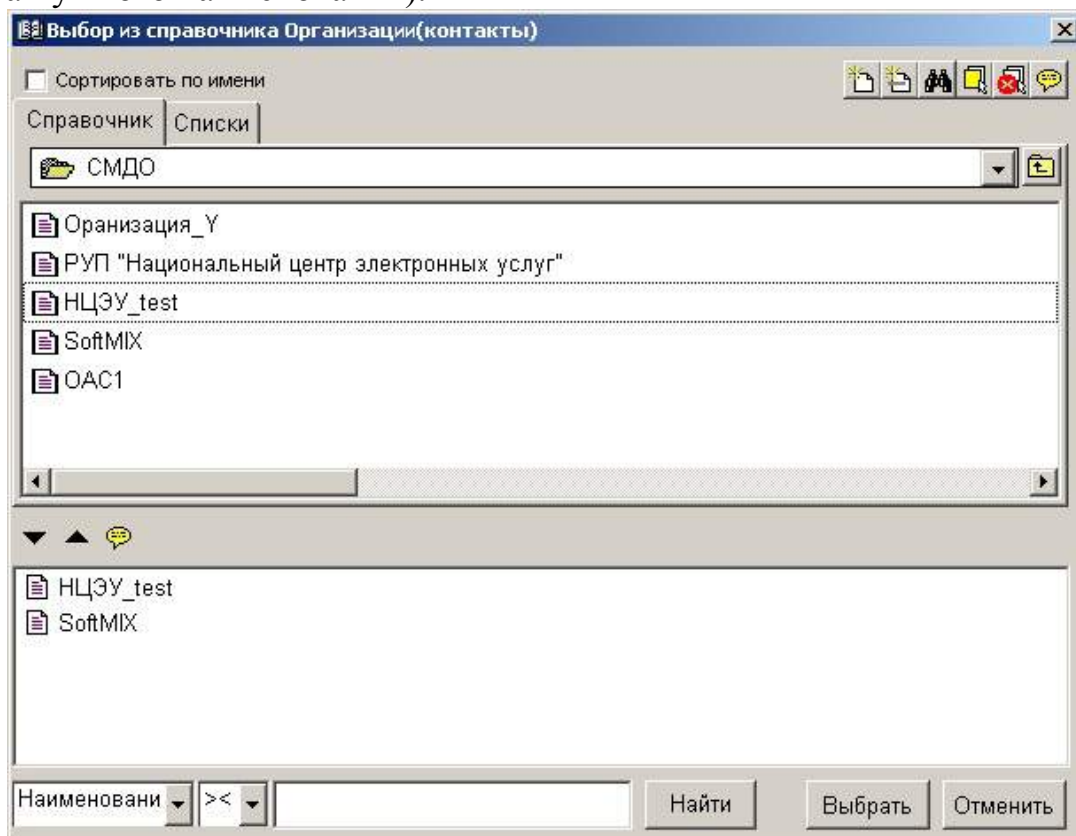 Выбор из справочника Организации(контакты)
Сортировать по имени
Справочник Списки
СМДО
Оранизация_Y
РУП "Национальный центр электронных услуг"
НЦЭУ_test
SoftMIX
ОАС1
НЦЭУ_test
SoftMIX
Наименовани >< Найти Выбрать Отменить